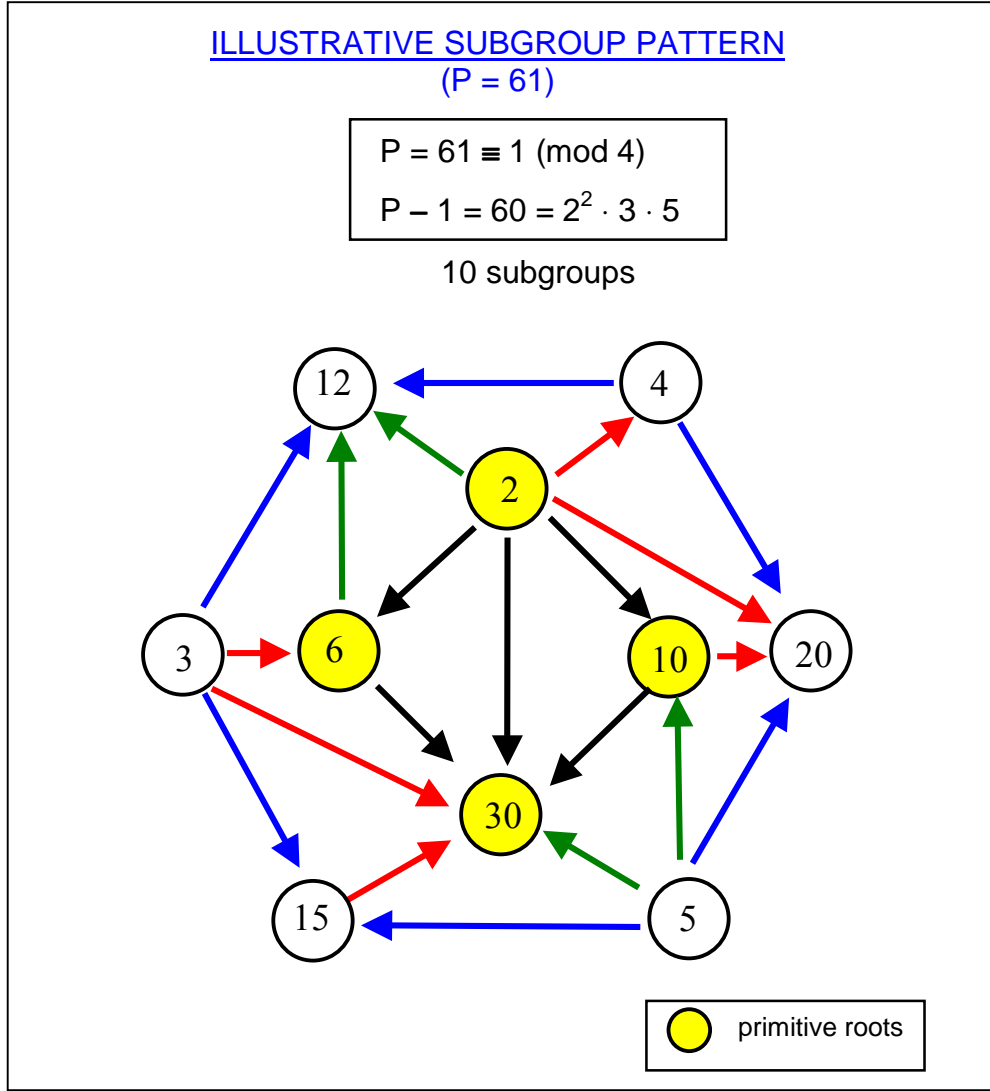 ILLUSTRATIVE SUBGROUP PATTERN
(P = 61)
P = 61 ≡ 1 (mod 4)
P – 1 = 60 = 2² · 3 · 5
10 subgroups
12
4
2
3
6
10
20
30
15
5
primitive roots